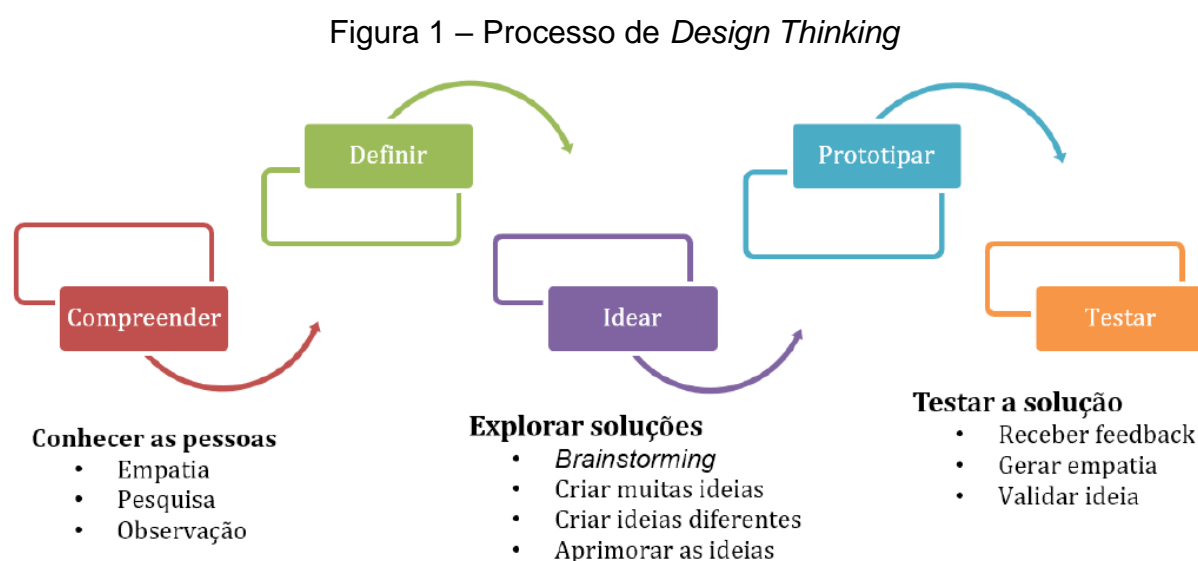 Figura 1 – Processo de Design Thinking
Definir
Prototipar
Compreender
Idear
Testar
Conhecer as pessoas
• Empatia
• Pesquisa
• Observação
Explorar soluções
• Brainstorming
• Criar muitas ideias
• Criar ideias diferentes
• Aprimorar as ideias
Testar a solução
• Receber feedback
• Gerar empatia
• Validar ideia